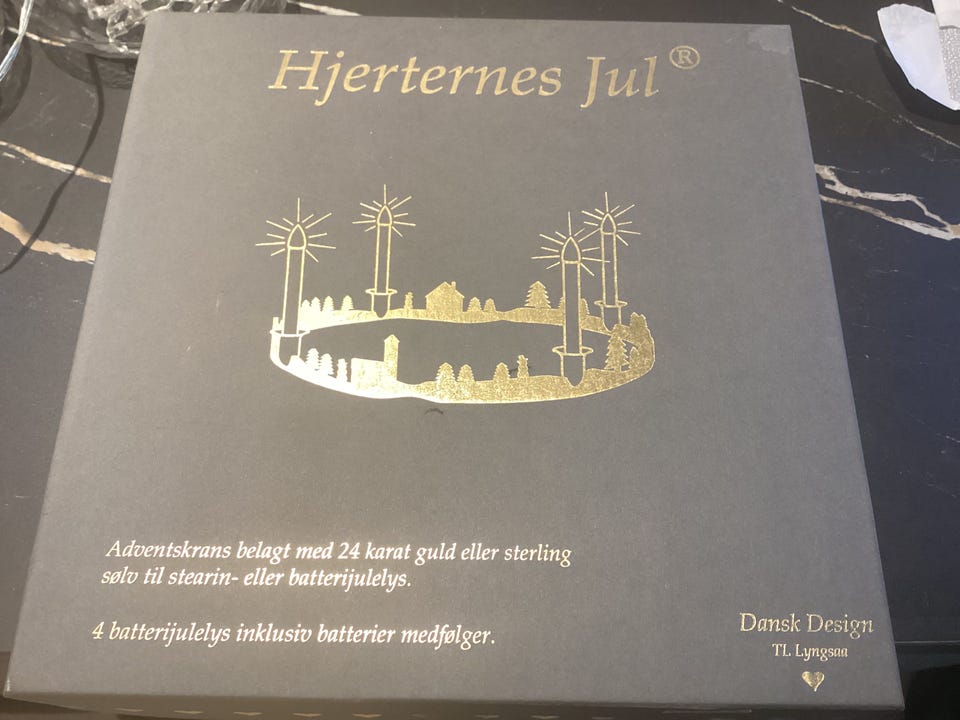 Hjerternes Jul®
Adventskrans belagt med 24 karat guld eller sterling
sølv til stearin- eller batterijulelys.
4 batterijulelys inklusiv batterier medfølger.
Dansk Design
TL Lyngsaa